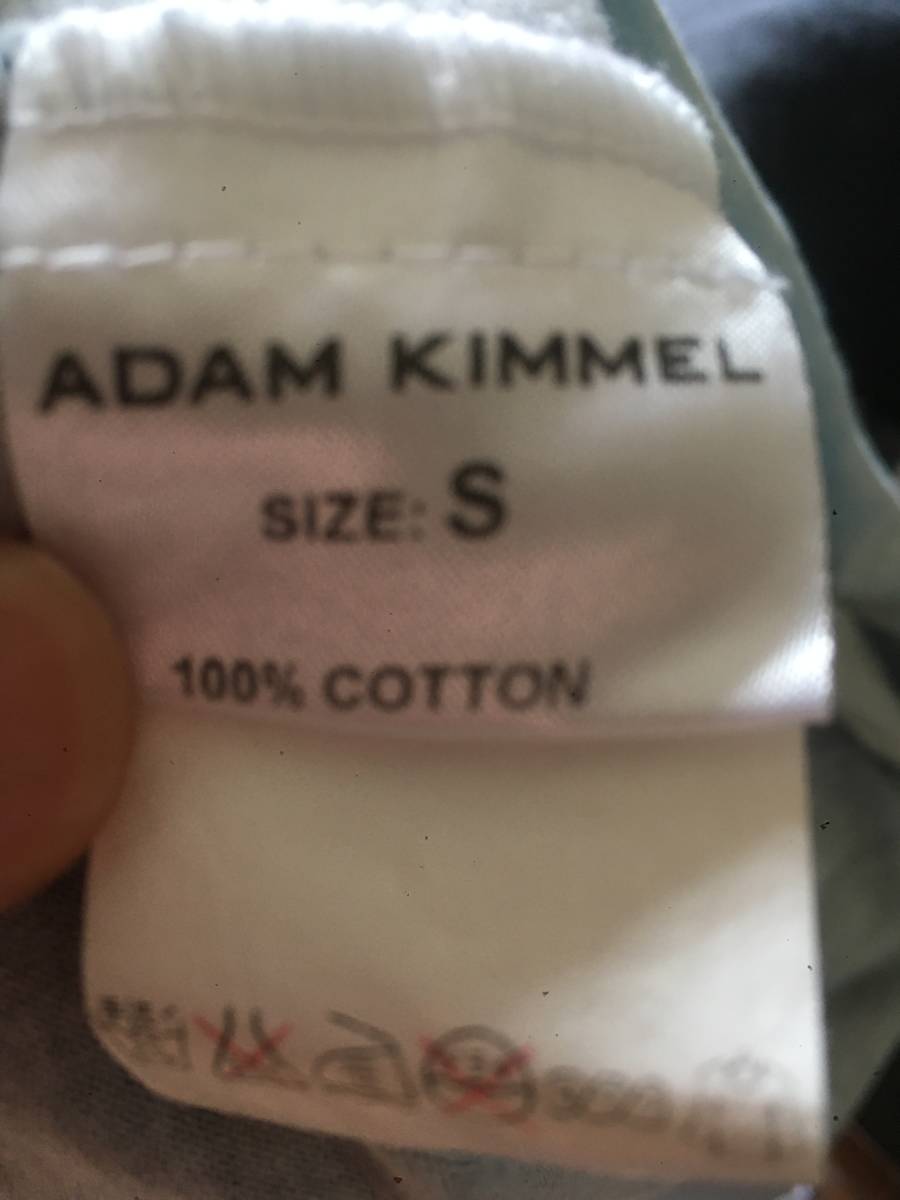 ADAM KIMMEL
SIZE: S
100% COTTON